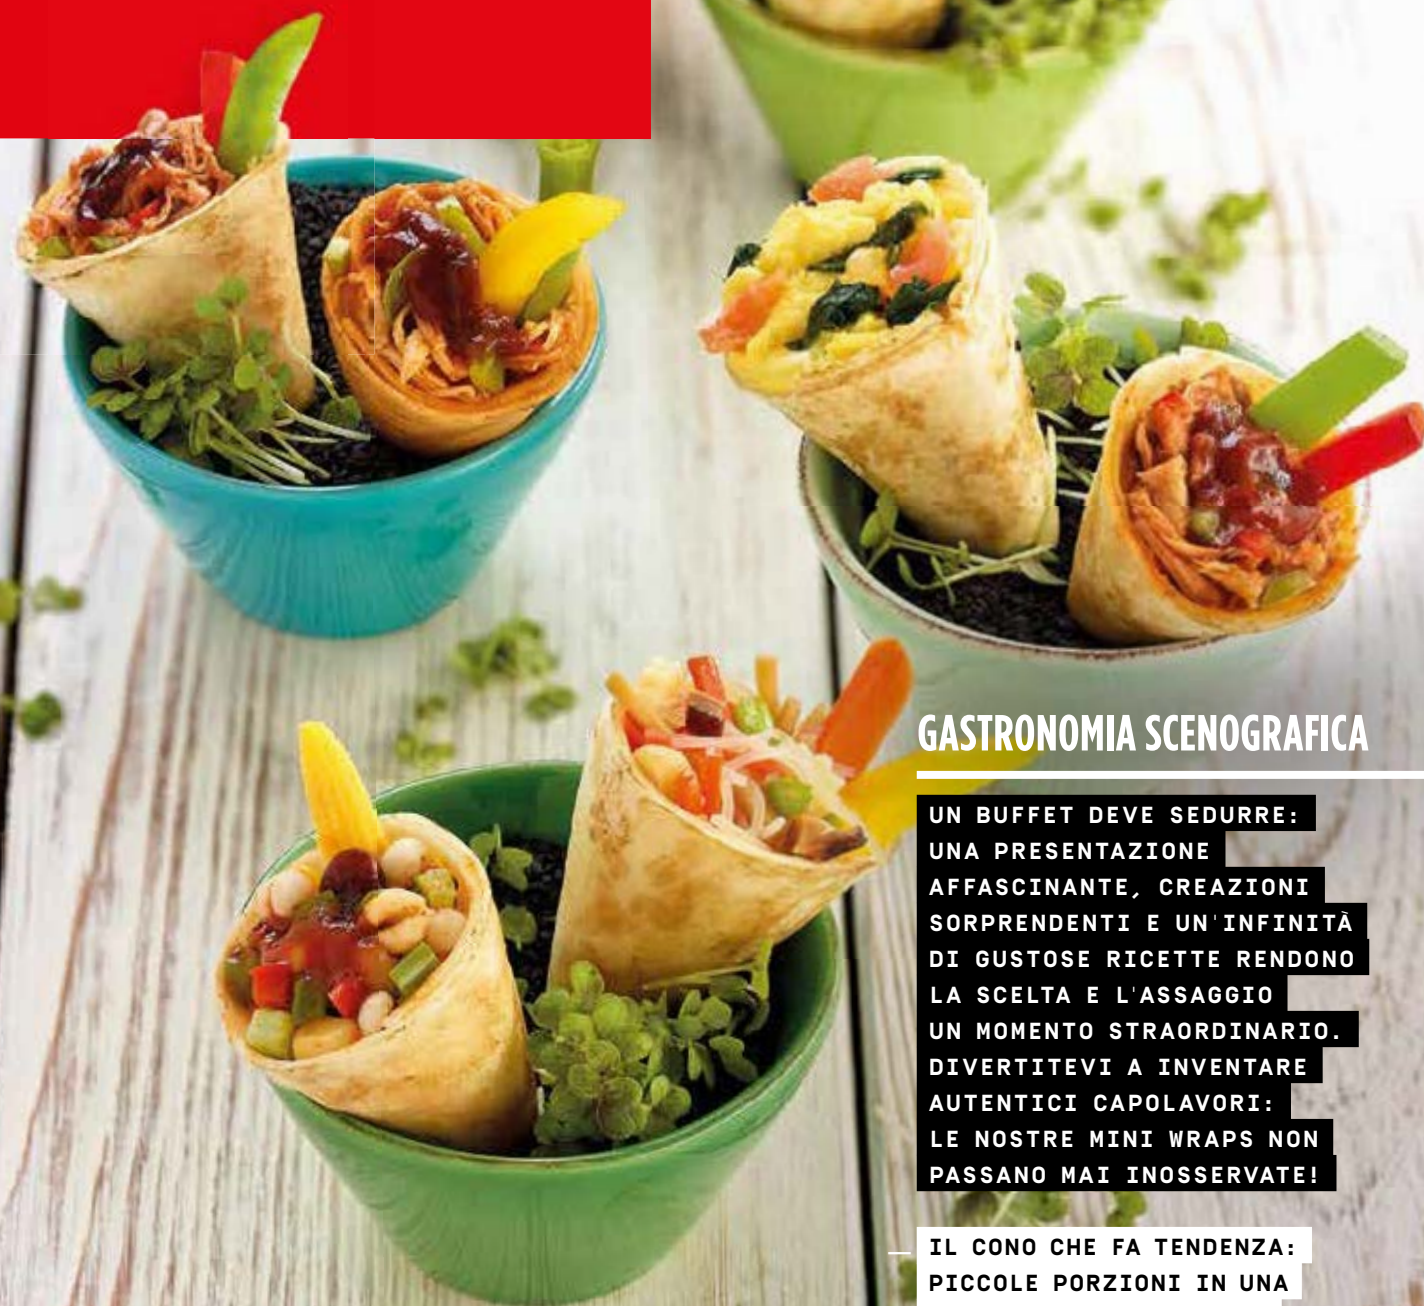 GASTRONOMIA SCENOGRAFICA
UN BUFFET DEVE SEDURRE:
UNA PRESENTAZIONE
AFFASCINANTE, CREAZIONI
SORPRENDENTI E UN'INFINITÀ
DI GUSTOSE RICETTE RENDONO
LA SCELTA E L'ASSAGGIO
UN MOMENTO STRAORDINARIO.
DIVERTITEVI A INVENTARE
AUTENTICI CAPOLAVORI:
LE NOSTRE MINI WRAPS NON
PASSANO MAI INOSSERVATE!
— IL CONO CHE FA TENDENZA:
PICCOLE PORZIONI IN UNA